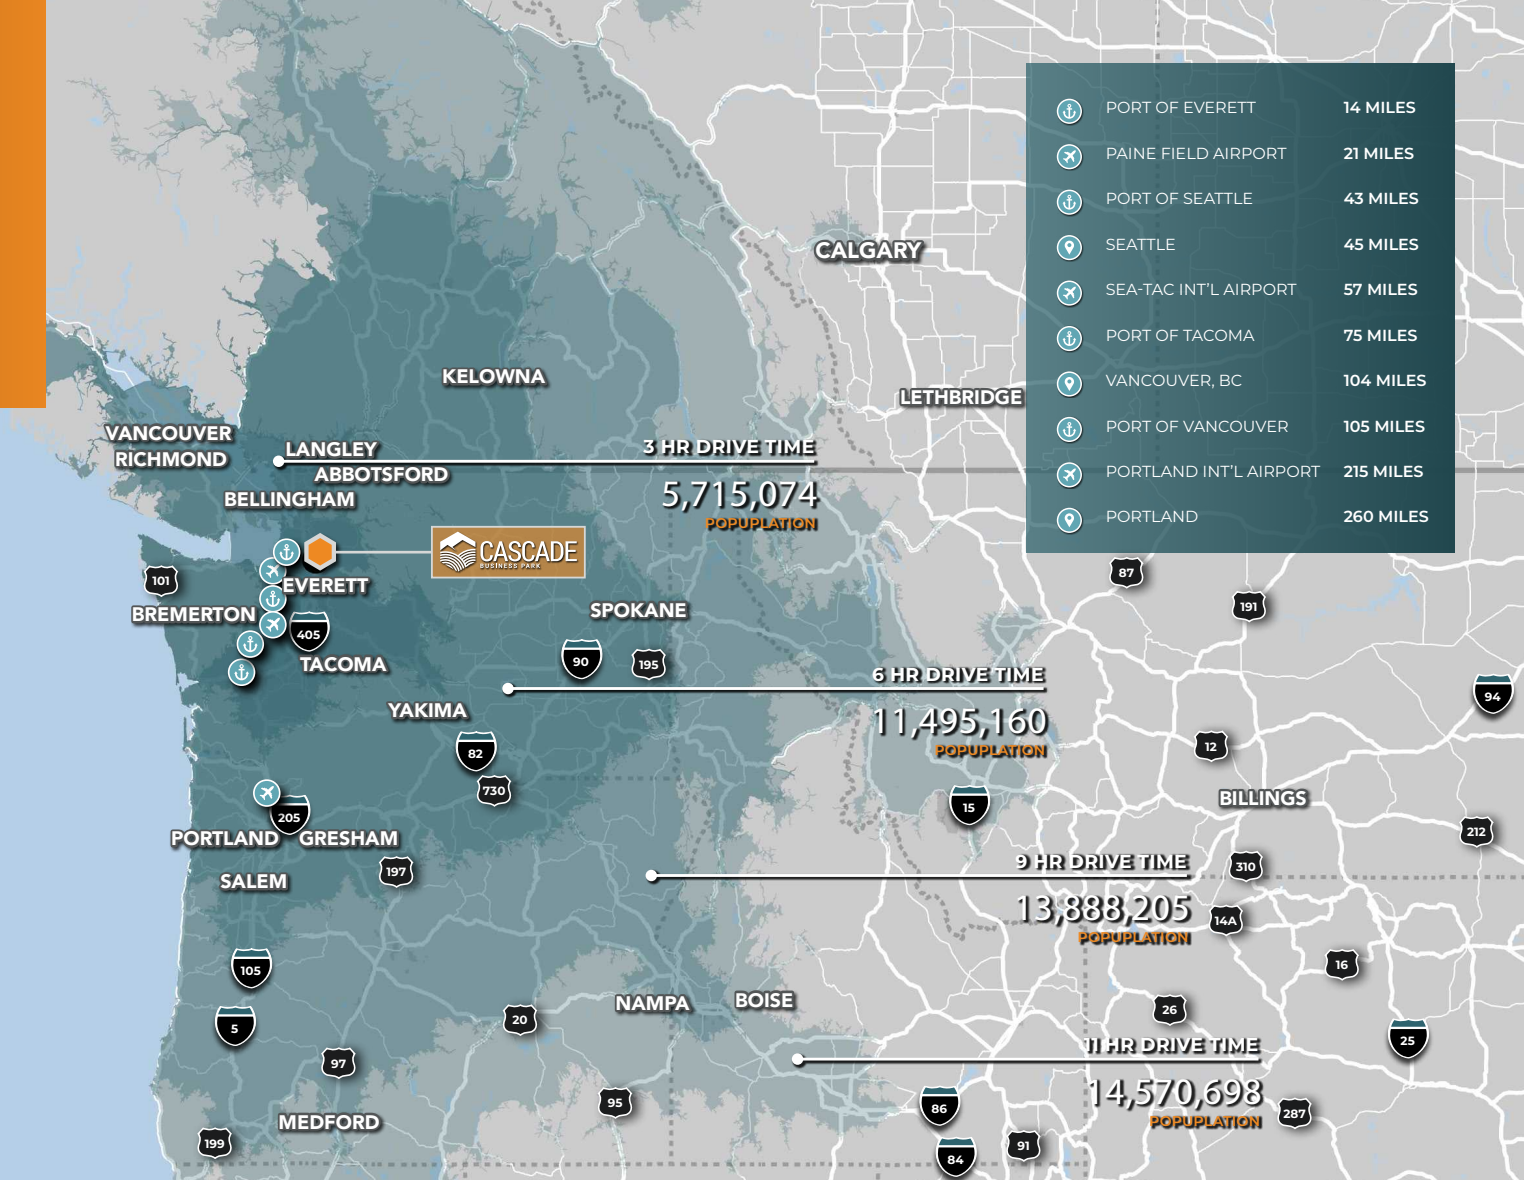 PORT OF EVERETT 14 MILES
PAINE FIELD AIRPORT 21 MILES
PORT OF SEATTLE 43 MILES
SEATTLE 45 MILES
SEA-TAC INT'L AIRPORT 57 MILES
PORT OF TACOMA 75 MILES
VANCOUVER, BC 104 MILES
PORT OF VANCOUVER 105 MILES
PORTLAND INT'L AIRPORT 215 MILES
PORTLAND 260 MILES
CALGARY
KELOWNA
LETHBRIDGE
VANCOUVER
RICHMOND
LANGLEY
ABBOTSFORD
BELLINGHAM
3 HR DRIVE TIME
5,715,074
POPUPLATION
CASCADE
BUSINESS PARK
EVERETT
101
BREMERTON
405
TACOMA
SPOKANE
90
195
87
191
94
6 HR DRIVE TIME
11,495,160
POPUPLATION
YAKIMA
82
730
12
15
BILLINGS
212
205
PORTLAND
GRESHAM
197
SALEM
9 HR DRIVE TIME
13,888,205
POPUPLATION
310
14A
16
105
5
97
20
NAMPA
BOISE
26
25
11 HR DRIVE TIME
14,570,698
POPUPLATION
287
95
86
91
84
MEDFORD
199